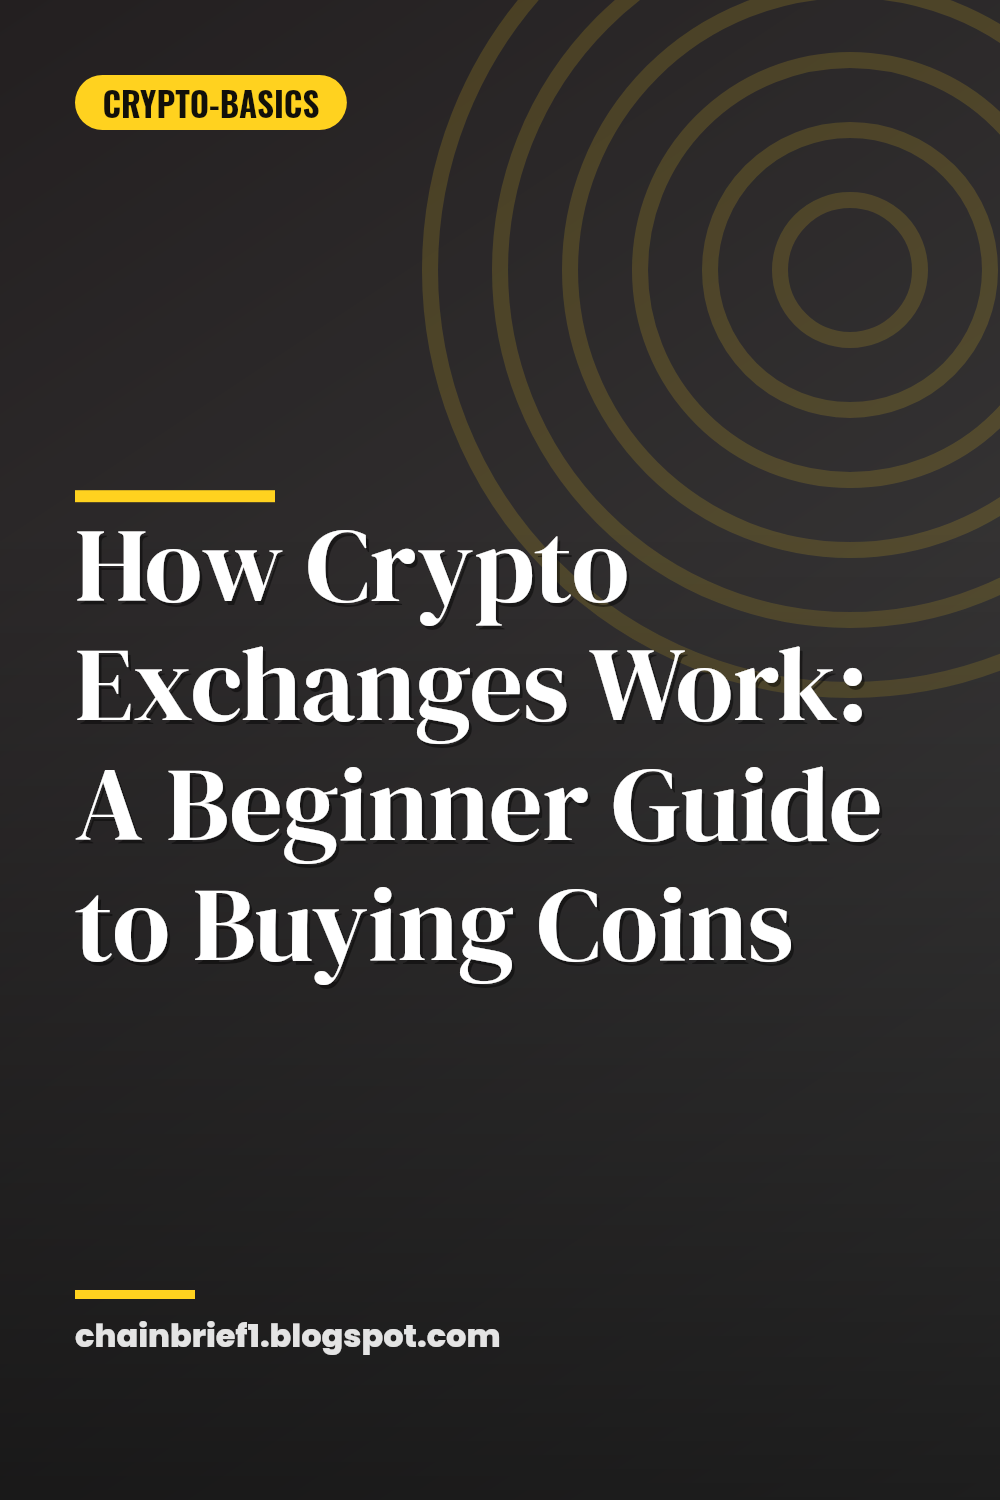 CRYPTO-BASICS
How Crypto
Exchanges Work:
A Beginner Guide
to Buying Coins
chainbrief1.blogspot.com